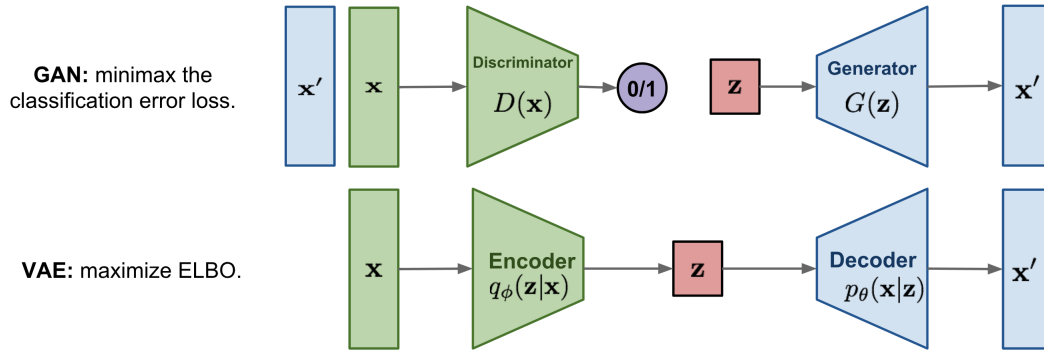 GAN: minimax the
classification error loss.
x′
x
Discriminator
D(x)
0/1
z
Generator
G(z)
x′
VAE: maximize ELBO.
x
Encoder
qϕ(z|x)
z
Decoder
pθ(x|z)
x′